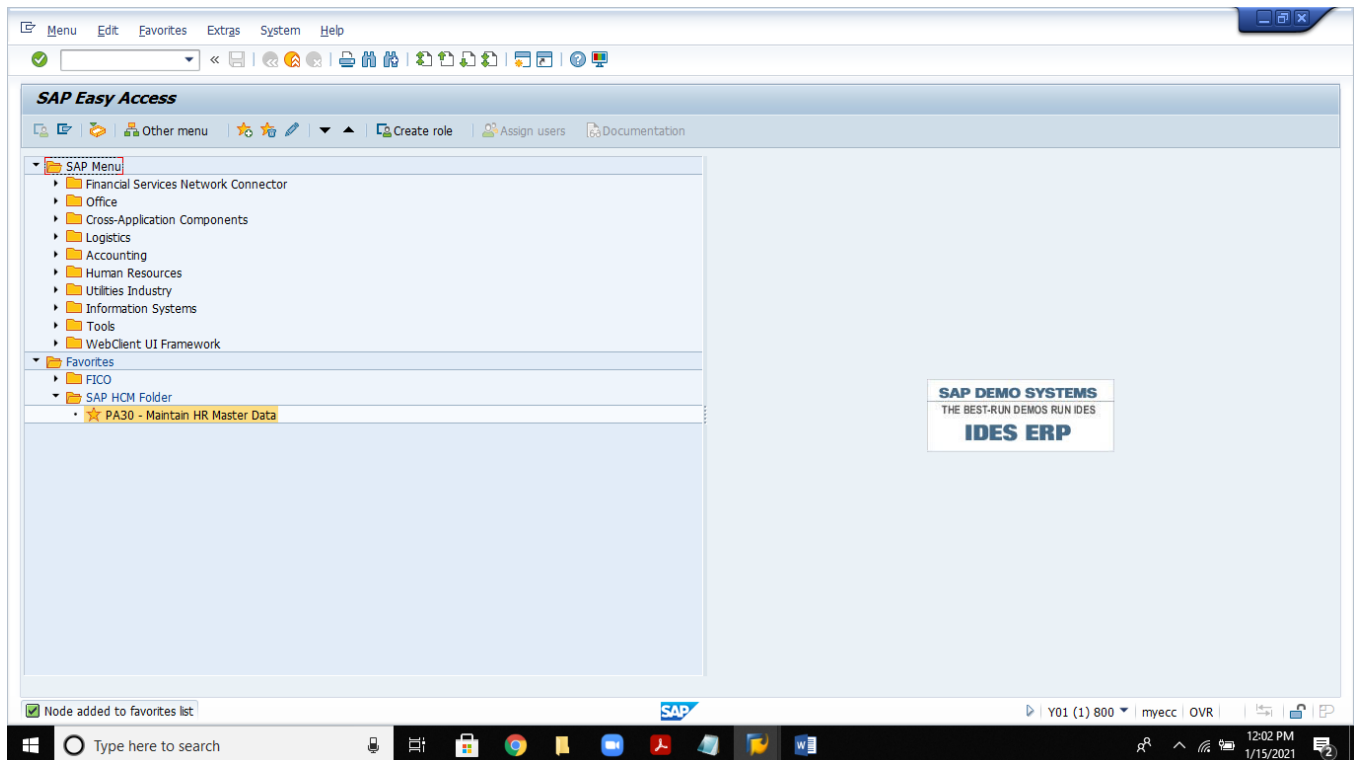 Menu Edit Favorites Extras System Help
SAP Easy Access
Other menu Create role Assign users Documentation
SAP Menu
Financial Services Network Connector
Office
Cross-Application Components
Logistics
Accounting
Human Resources
Utilities Industry
Information Systems
Tools
WebClient UI Framework
Favorites
FICO
SAP HCM Folder
PA30 - Maintain HR Master Data
SAP DEMO SYSTEMS
THE BEST-RUN DEMOS RUN IDES
IDES ERP
Node added to favorites list SAP Y01 (1) 800 myecc OVR
Type here to search 12:02 PM
1/15/2021 2